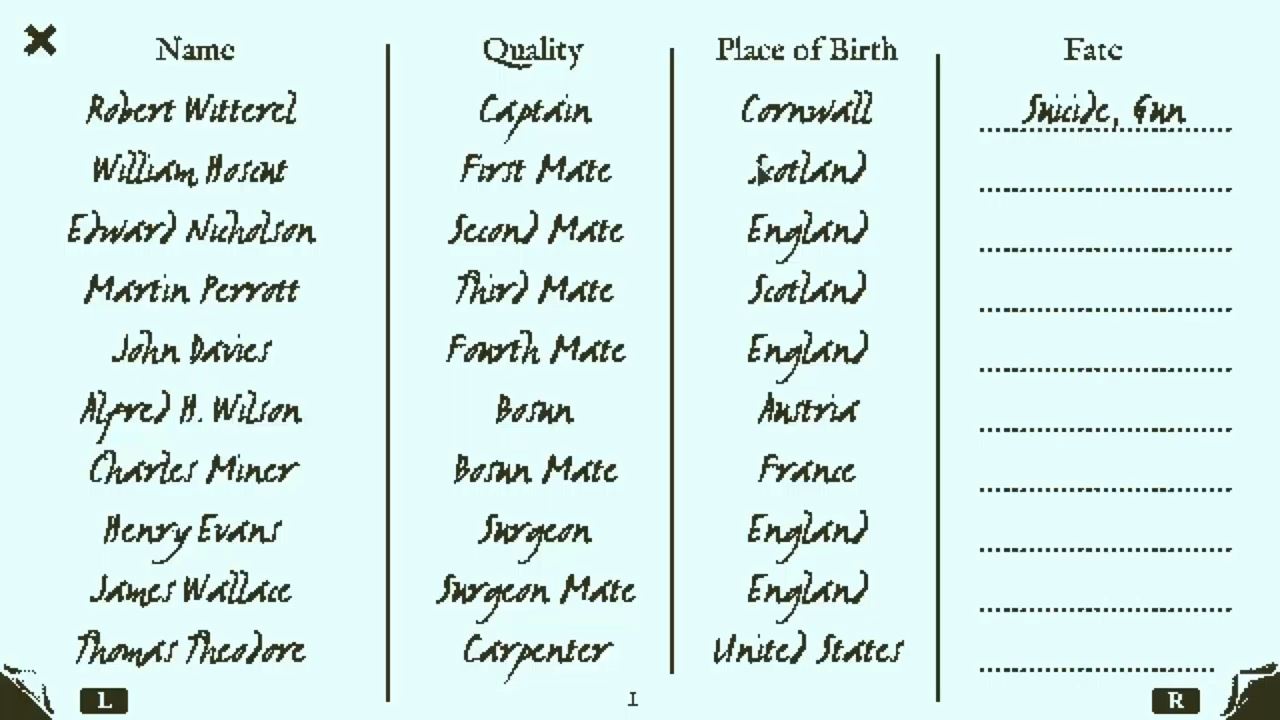 Name Quality Place of Birth Fate
Robert Witterel Captain Cornwall Suicide, Gun
William Hoscut First Mate Scotland
Edward Nicholson Second Mate England
Martin Perrott Third Mate Scotland
John Davies Fourth Mate England
Alfred H. Wilson Bosun Austria
Charles Miner Bosun Mate France
Henry Evans Surgeon England
James Wallace Surgeon Mate England
Thomas Theodore Carpenter United States
L 1 R